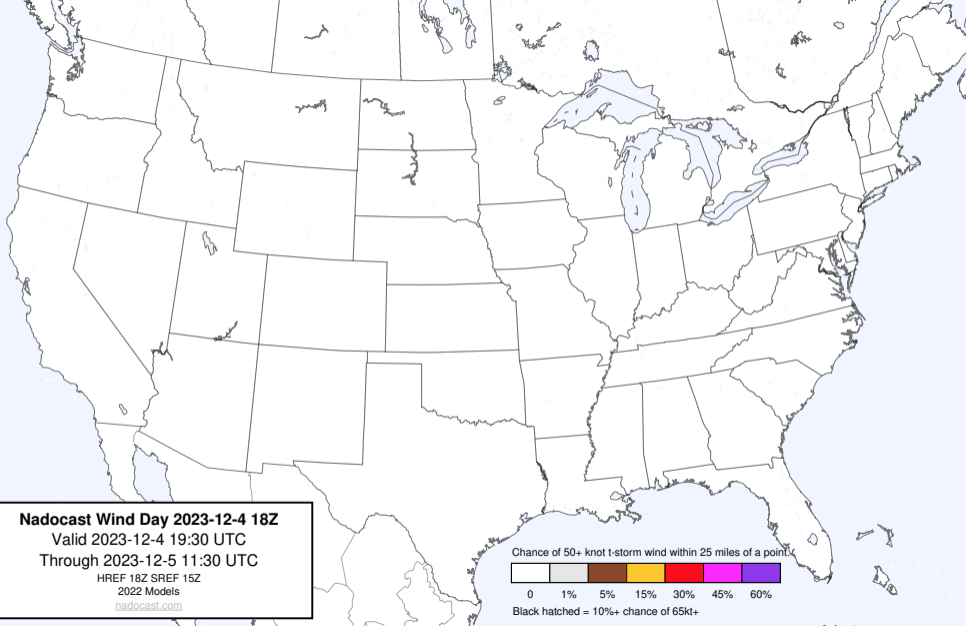 Nadocast Wind Day 2023-12-4 18Z
Valid 2023-12-4 19:30 UTC
Through 2023-12-5 11:30 UTC
HREF 18Z SREF 15Z
2022 Models
nadocast.com
Chance of 50+ knot t-storm wind within 25 miles of a point.
0 1% 5% 15% 30% 45% 60%
Black hatched = 10%+ chance of 65kt+